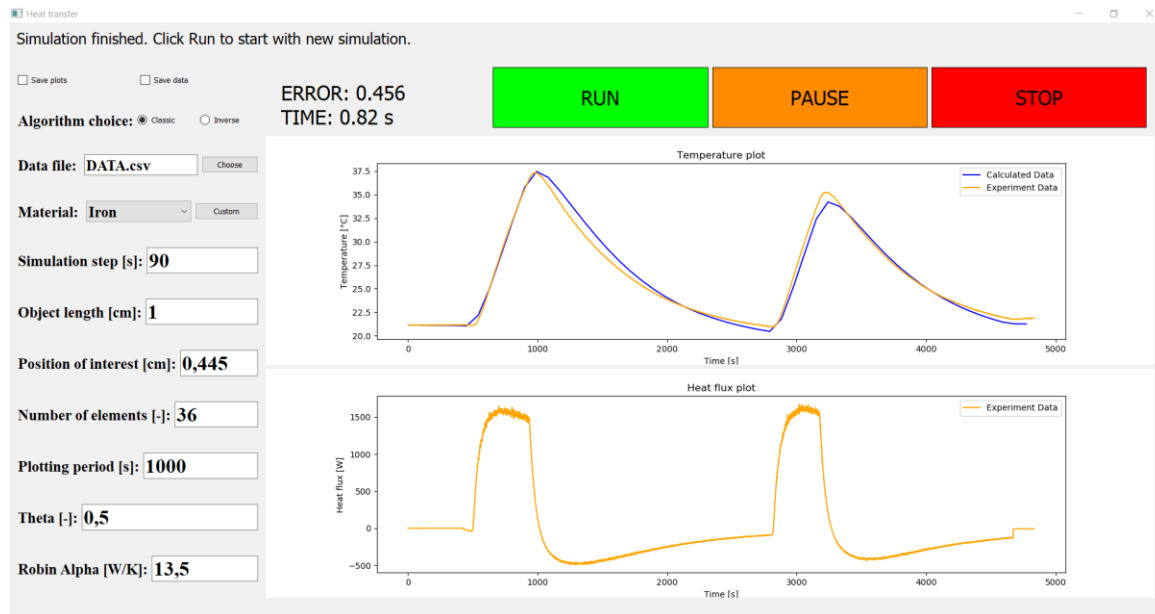 Heat transfer
Simulation finished. Click Run to start with new simulation.
Save plots
Save data
ERROR: 0.456
TIME: 0.82 s
RUN
PAUSE
STOP
Algorithm choice: Classic Inverse
Data file: DATA.csv Choose
Material: Iron Custom
Simulation step [s]: 90
Object length [cm]: 1
Position of interest [cm]: 0,445
Number of elements [-]: 36
Plotting period [s]: 1000
Theta [-]: 0,5
Robin Alpha [W/K]: 13,5
Temperature plot
Calculated Data
Experiment Data
Temperature [°C]
37.5
35.0
32.5
30.0
27.5
25.0
22.5
20.0
0 1000 2000 3000 4000 5000
Time [s]
Heat flux plot
Experiment Data
Heat flux [W]
1500
1000
500
0
−500
0 1000 2000 3000 4000 5000
Time [s]